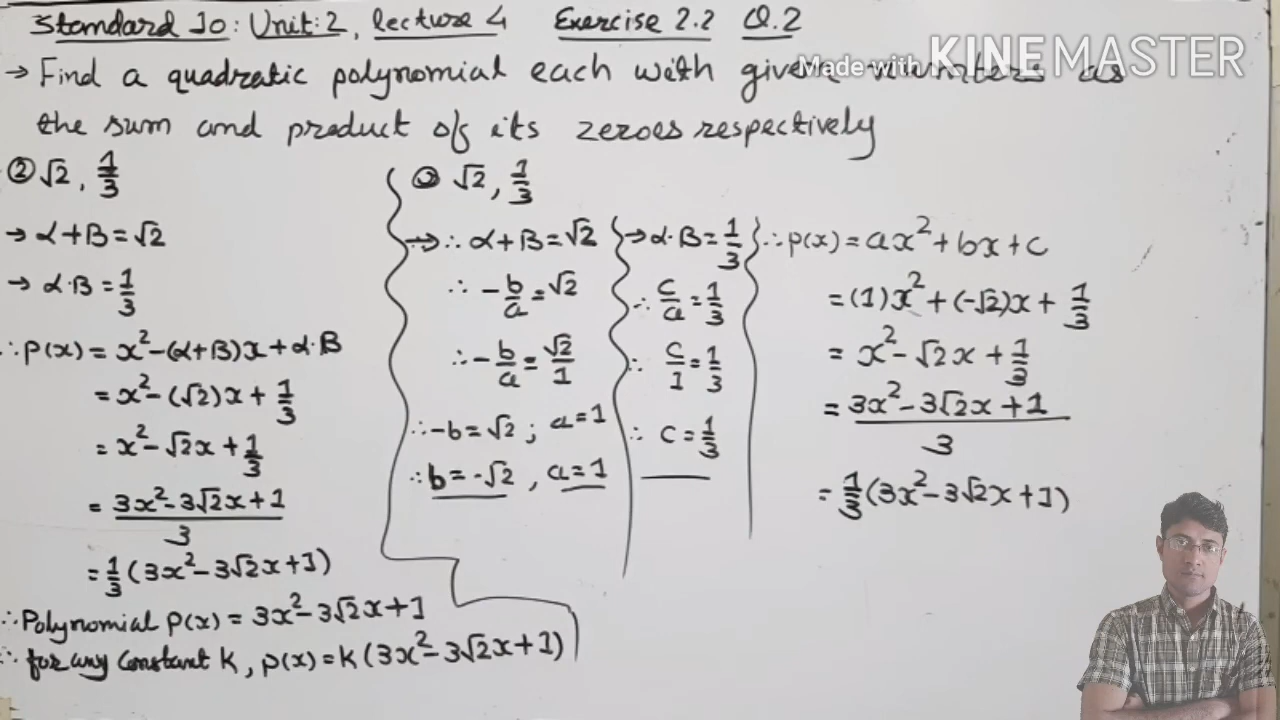 Standard 10: Unit:2, lecture 4 Exercise 2.2 Q.2
→ Find a quadratic polynomial each with given numbers as
the sum and product of its zeroes respectively
Made with KINEMASTER
② √2, 1/3
→ α+β=√2
→ α·β=1/3
∴ p(x) = x²-(α+β)x+α·β
= x²-(√2)x+1/3
= x²-√2x+1/3
= (3x²-3√2x+1)/3
= 1/3(3x²-3√2x+1)
∴ Polynomial p(x) = 3x²-3√2x+1
∴ for any constant K, p(x)=K(3x²-3√2x+1)
② √2, 1/3
→ ∴ α+β=√2
∴ -b/a=√2
∴ -b/a=√2/1
∴ -b=√2; a=1
∴ b=-√2, a=1
→ α·β=1/3
∴ c/a=1/3
∴ c/1=1/3
∴ c=1/3
∴ p(x)=ax²+bx+c
=(1)x²+(-√2)x+1/3
= x²-√2x+1/3
= (3x²-3√2x+1)/3
= 1/3(3x²-3√2x+1)